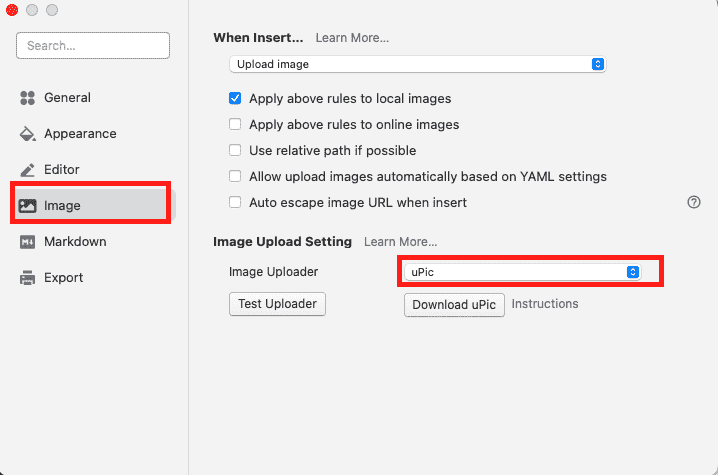 Search...
General
Appearance
Editor
Image
Markdown
Export
When Insert... Learn More...
Upload image
Apply above rules to local images
Apply above rules to online images
Use relative path if possible
Allow upload images automatically based on YAML settings
Auto escape image URL when insert
?
Image Upload Setting Learn More...
Image Uploader uPic
Test Uploader Download uPic Instructions